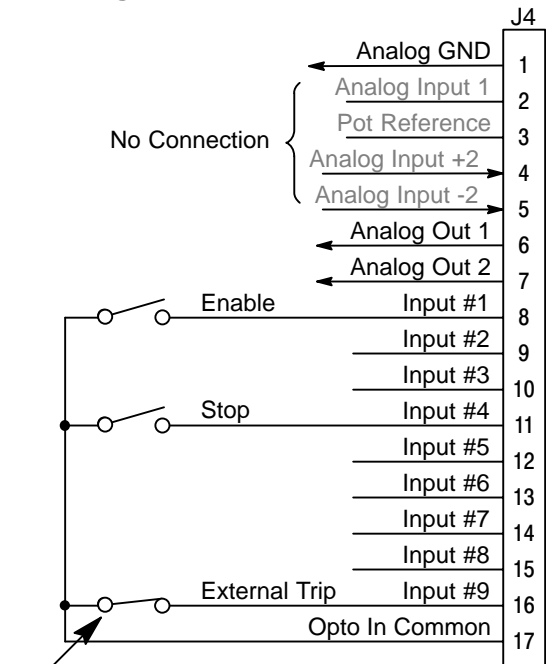 J4
Analog GND 1
Analog Input 1 2
Pot Reference 3
No Connection
Analog Input +2 4
Analog Input -2 5
Analog Out 1 6
Analog Out 2 7
Enable Input #1 8
Input #2 9
Input #3 10
Stop Input #4 11
Input #5 12
Input #6 13
Input #7 14
Input #8 15
External Trip Input #9 16
Opto In Common 17